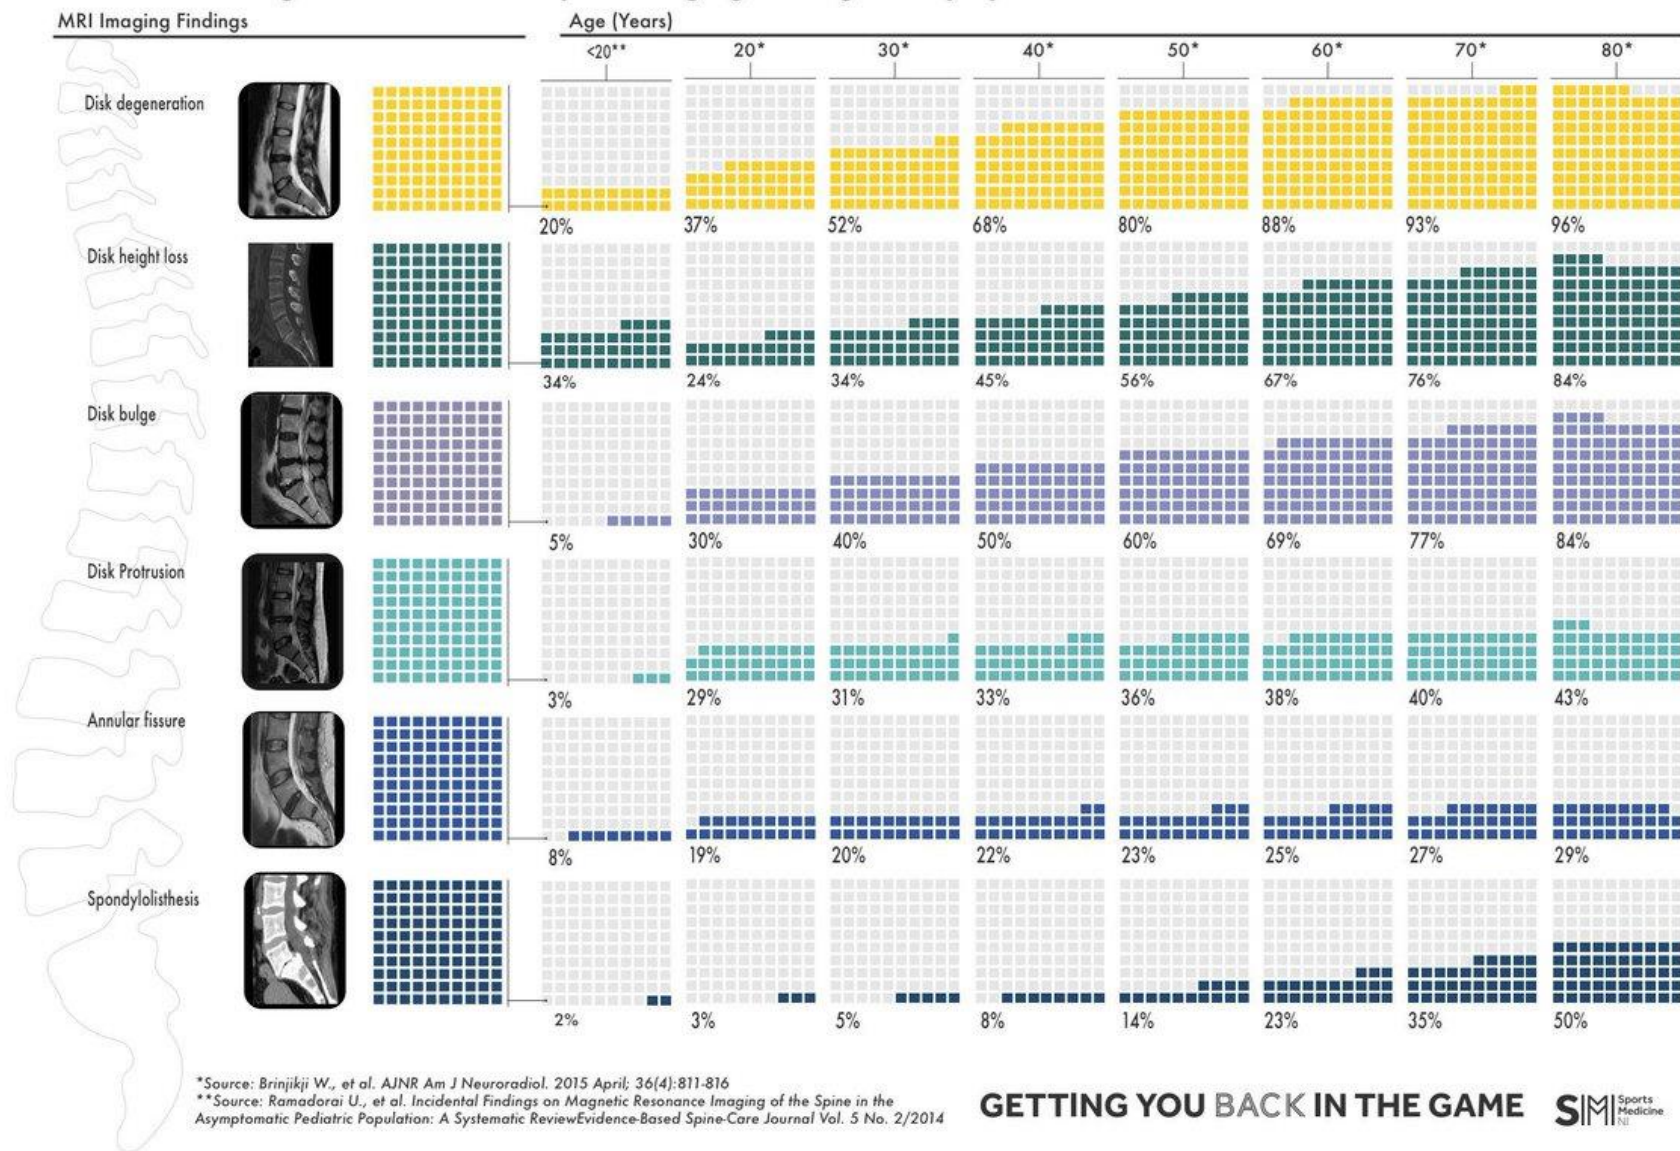 MRI Imaging Findings
Age (Years)
<20** 20* 30* 40* 50* 60* 70* 80*
Disk degeneration
20% 37% 52% 68% 80% 88% 93% 96%
Disk height loss
34% 24% 34% 45% 56% 67% 76% 84%
Disk bulge
5% 30% 40% 50% 60% 69% 77% 84%
Disk Protrusion
3% 29% 31% 33% 36% 38% 40% 43%
Annular fissure
8% 19% 20% 22% 23% 25% 27% 29%
Spondylolisthesis
2% 3% 5% 8% 14% 23% 35% 50%
*Source: Brinjikji W., et al. AJNR Am J Neuroradiol. 2015 April; 36(4):811-816
**Source: Ramadorai U., et al. Incidental Findings on Magnetic Resonance Imaging of the Spine in the
Asymptomatic Pediatric Population: A Systematic ReviewEvidence-Based Spine-Care Journal Vol. 5 No. 2/2014
GETTING YOU BACK IN THE GAME
SMI Sports
Medicine
NI